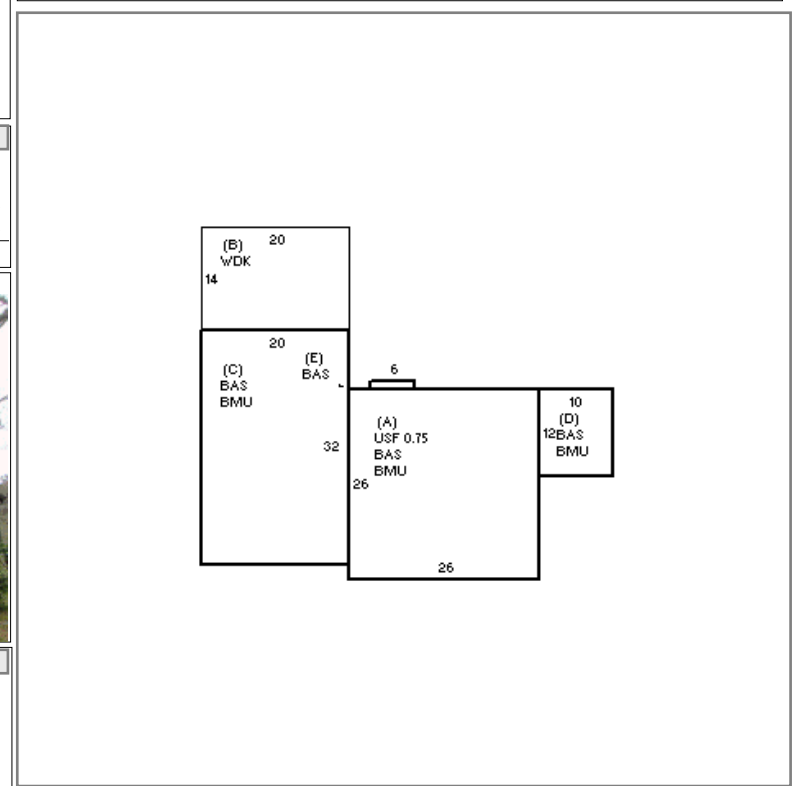 (B) 20
WDK
14
20
(E)
BAS
(C)
BAS
BMU
32
6
(A)
USF 0.75
BAS
BMU
26
26
10
(D)
12BAS
BMU